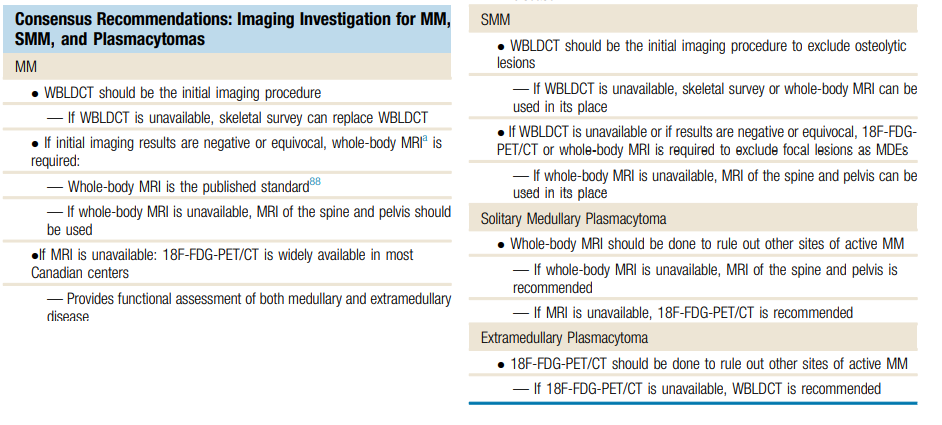 Consensus Recommendations: Imaging Investigation for MM,
SMM, and Plasmacytomas
MM
• WBLDCT should be the initial imaging procedure
— If WBLDCT is unavailable, skeletal survey can replace WBLDCT
• If initial imaging results are negative or equivocal, whole-body MRIa is
required:
— Whole-body MRI is the published standard88
— If whole-body MRI is unavailable, MRI of the spine and pelvis should
be used
•If MRI is unavailable: 18F-FDG-PET/CT is widely available in most
Canadian centers
— Provides functional assessment of both medullary and extramedullary
disease
SMM
• WBLDCT should be the initial imaging procedure to exclude osteolytic
lesions
— If WBLDCT is unavailable, skeletal survey or whole-body MRI can be
used in its place
• If WBLDCT is unavailable or if results are negative or equivocal, 18F-FDG-
PET/CT or whole-body MRI is required to exclude focal lesions as MDEs
— If whole-body MRI is unavailable, MRI of the spine and pelvis can be
used in its place
Solitary Medullary Plasmacytoma
• Whole-body MRI should be done to rule out other sites of active MM
— If whole-body MRI is unavailable, MRI of the spine and pelvis is
recommended
— If MRI is unavailable, 18F-FDG-PET/CT is recommended
Extramedullary Plasmacytoma
• 18F-FDG-PET/CT should be done to rule out other sites of active MM
— If 18F-FDG-PET/CT is unavailable, WBLDCT is recommended